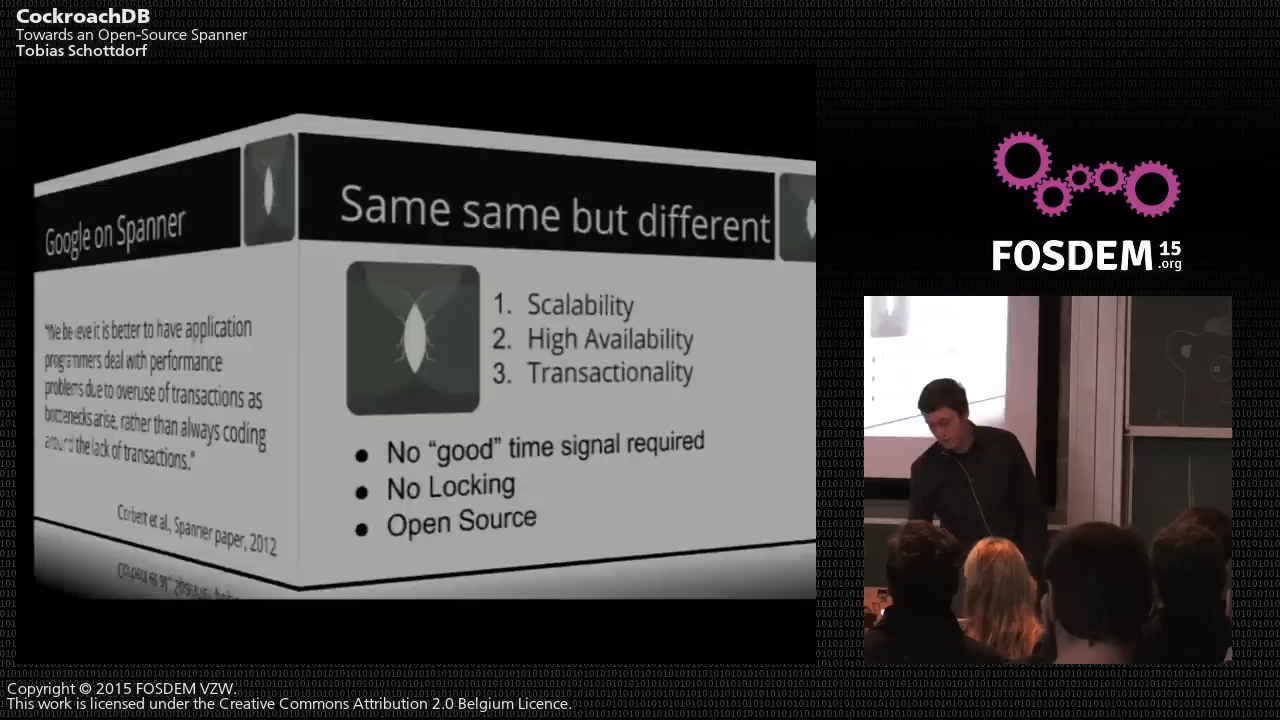 CockroachDB
Towards an Open-Source Spanner
Tobias Schottdorf
Google on Spanner
"We believe it is better to have application
programmers deal with performance
problems due to overuse of transactions as
bottlenecks arise, rather than always coding
around the lack of transactions."
Corbett et al., Spanner paper, 2012
Same same but different
1. Scalability
2. High Availability
3. Transactionality
● No “good” time signal required
● No Locking
● Open Source
FOSDEM 15
.org
Copyright © 2015 FOSDEM VZW.
This work is licensed under the Creative Commons Attribution 2.0 Belgium Licence.